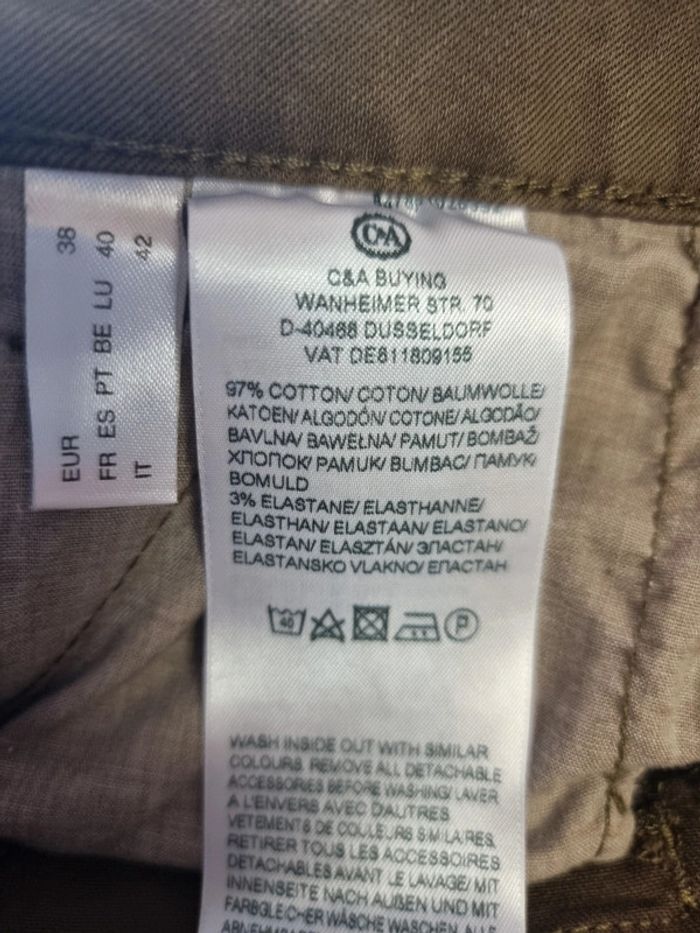 EUR 38
FR ES PT BE LU 40
IT 42
C&A
C&A BUYING
WANHEIMER STR. 70
D-40468 DUSSELDORF
VAT DE811809155
97% COTTON/ COTON/ BAUMWOLLE/
KATOEN/ ALGODÓN/ COTONE/ ALGODÃO/
BAVLNA/ BAWEŁNA/ PAMUT/ BOMBAŽ/
ХЛОПОК/ PAMUK/ BUMBAC/ ПАМУК/
BOMULD
3% ELASTANE/ ELASTHANNE/
ELASTHAN/ ELASTAAN/ ELASTANO/
ELASTAN/ ELASZTÁN/ ЭЛАСТАН/
ELASTANSKO VLAKNO/ ЕЛАСТАН
40 P
WASH INSIDE OUT WITH SIMILAR
COLOURS. REMOVE ALL DETACHABLE
ACCESSORIES BEFORE WASHING/ LAVER
A L'ENVERS AVEC D'AUTRES
VETEMENTS DE COULEURS SIMILAIRES.
RETIRER TOUS LES ACCESSOIRES
DETACHABLES AVANT LE LAVAGE/ MIT
INNENSEITE NACH AUßEN UND MIT
FARBGLEICHER WÄSCHE WASCHEN. ALLE